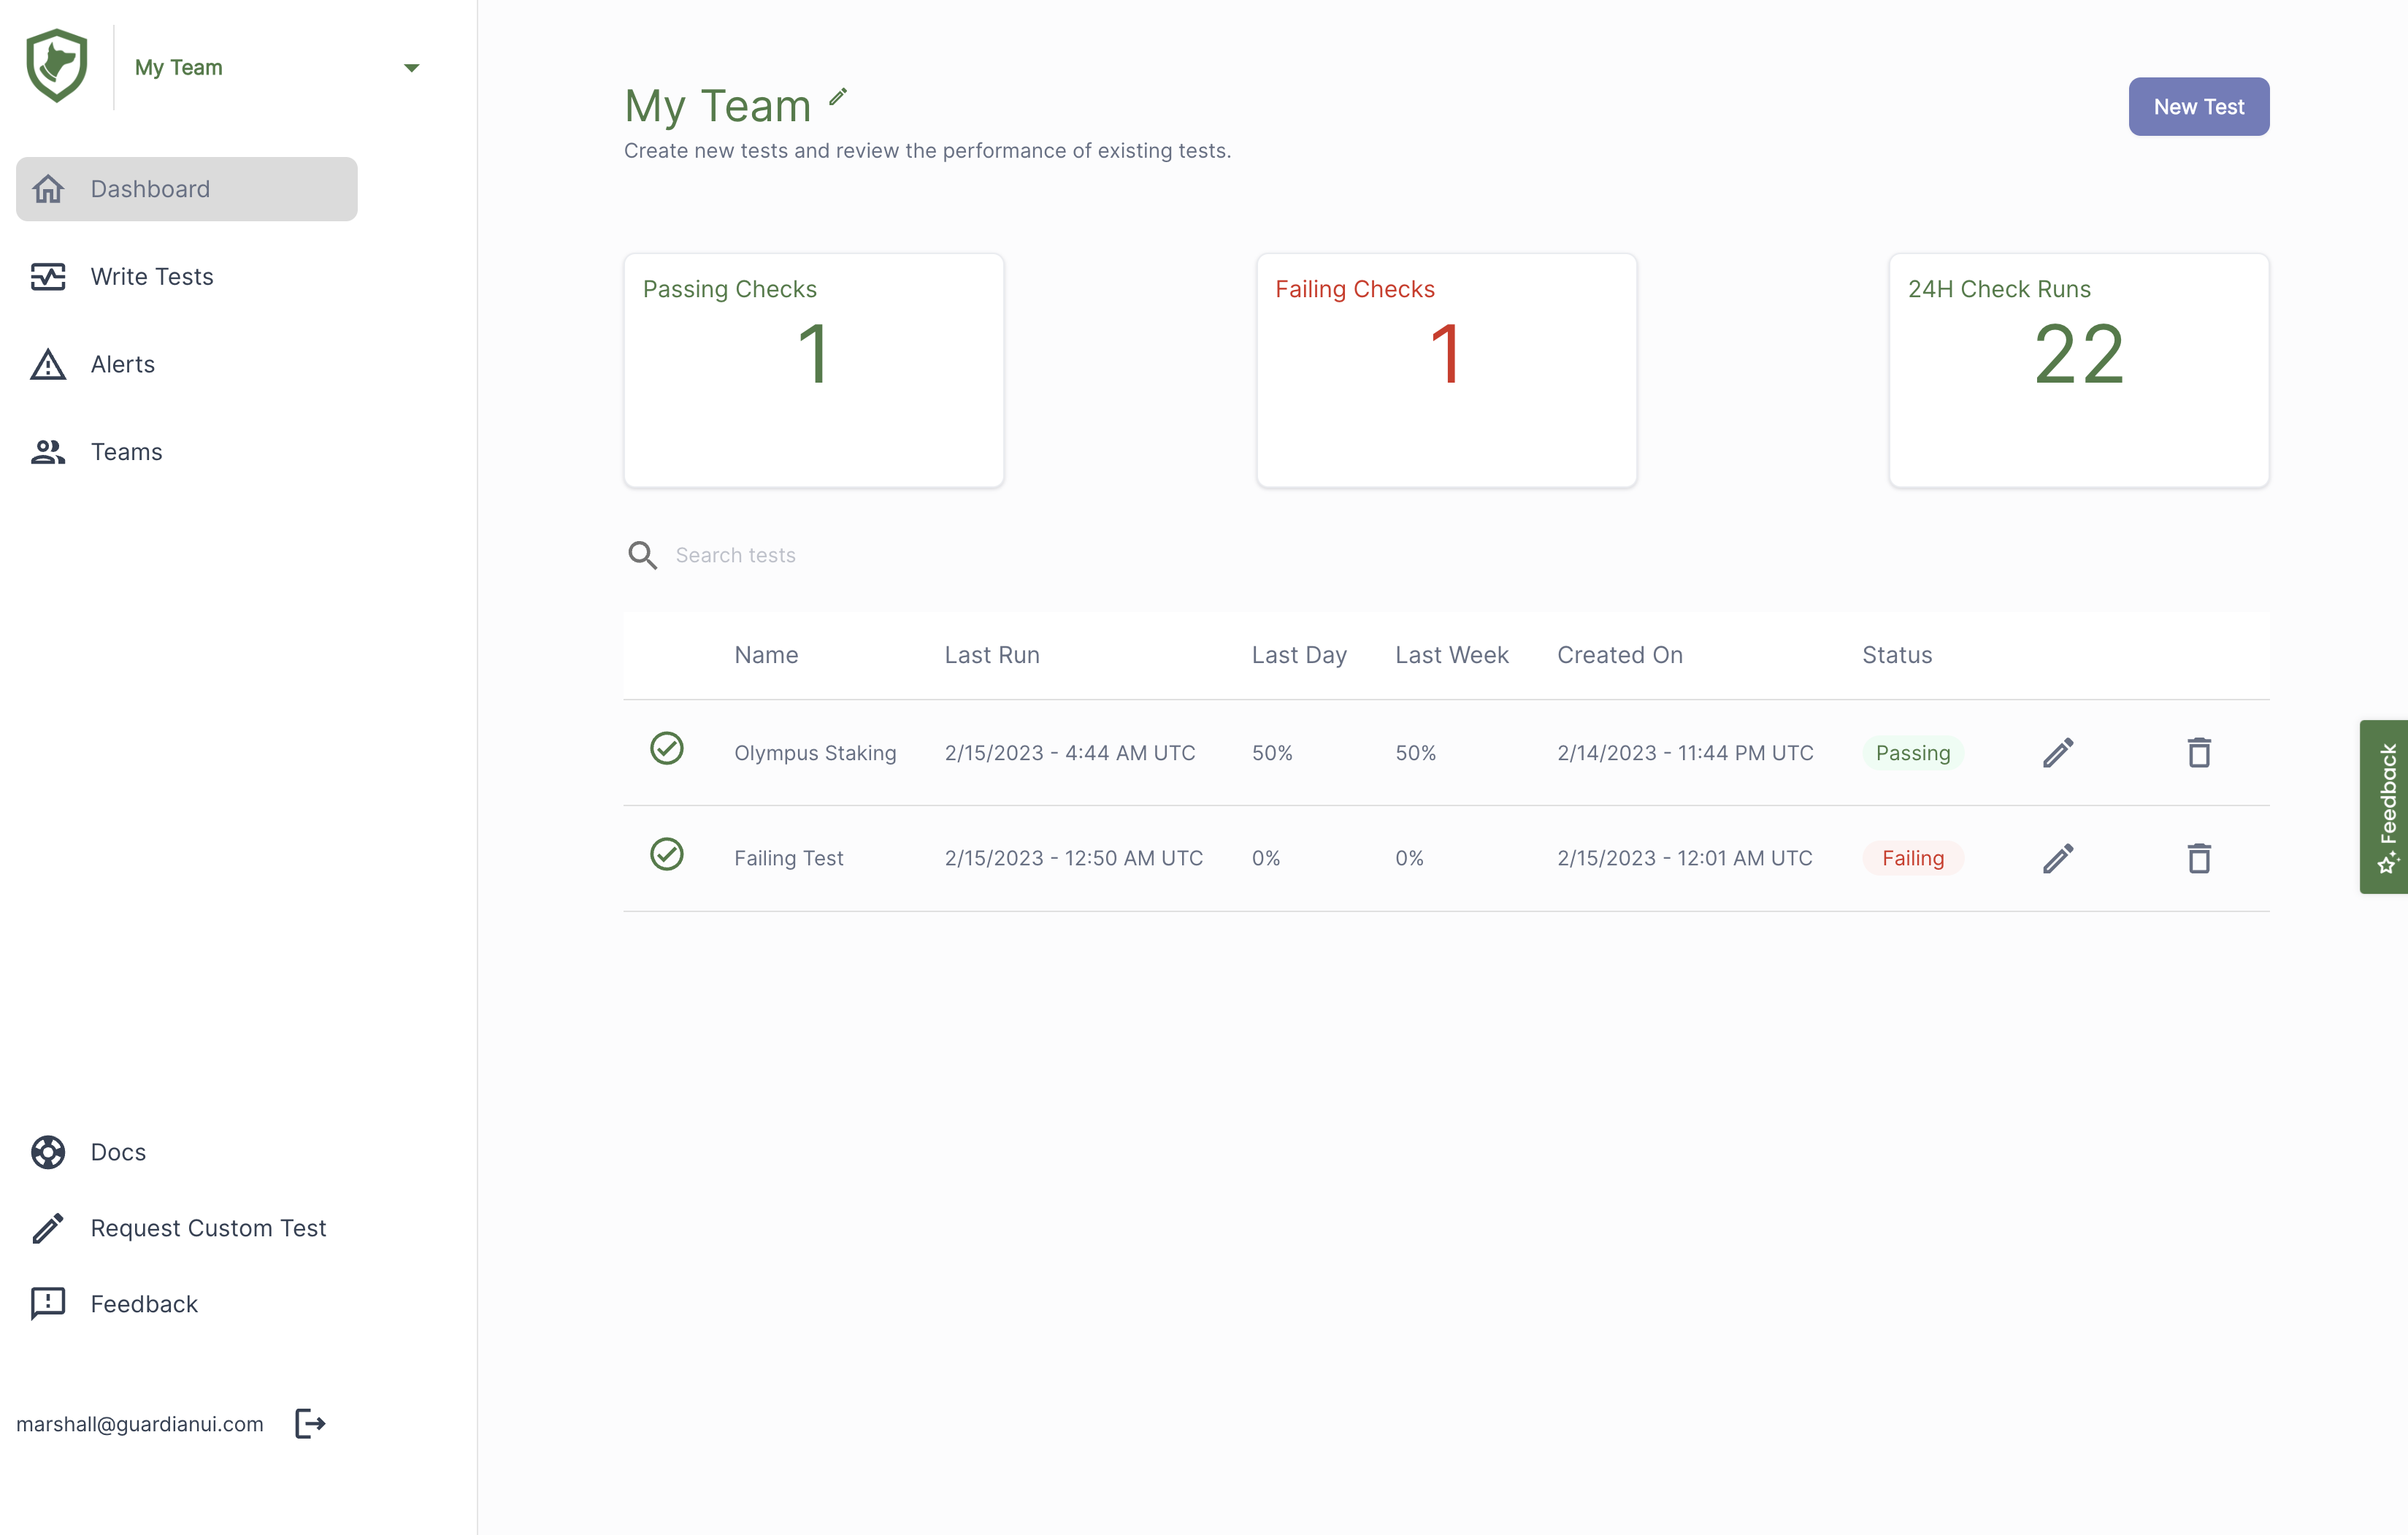 My Team
Dashboard
Write Tests
Alerts
Teams
Docs
Request Custom Test
Feedback
marshall@guardianui.com
My Team
New Test
Create new tests and review the performance of existing tests.
Passing Checks
1
Failing Checks
1
24H Check Runs
22
Search tests
Name Last Run Last Day Last Week Created On Status
Olympus Staking 2/15/2023 - 4:44 AM UTC 50% 50% 2/14/2023 - 11:44 PM UTC Passing
Failing Test 2/15/2023 - 12:50 AM UTC 0% 0% 2/15/2023 - 12:01 AM UTC Failing
Feedback